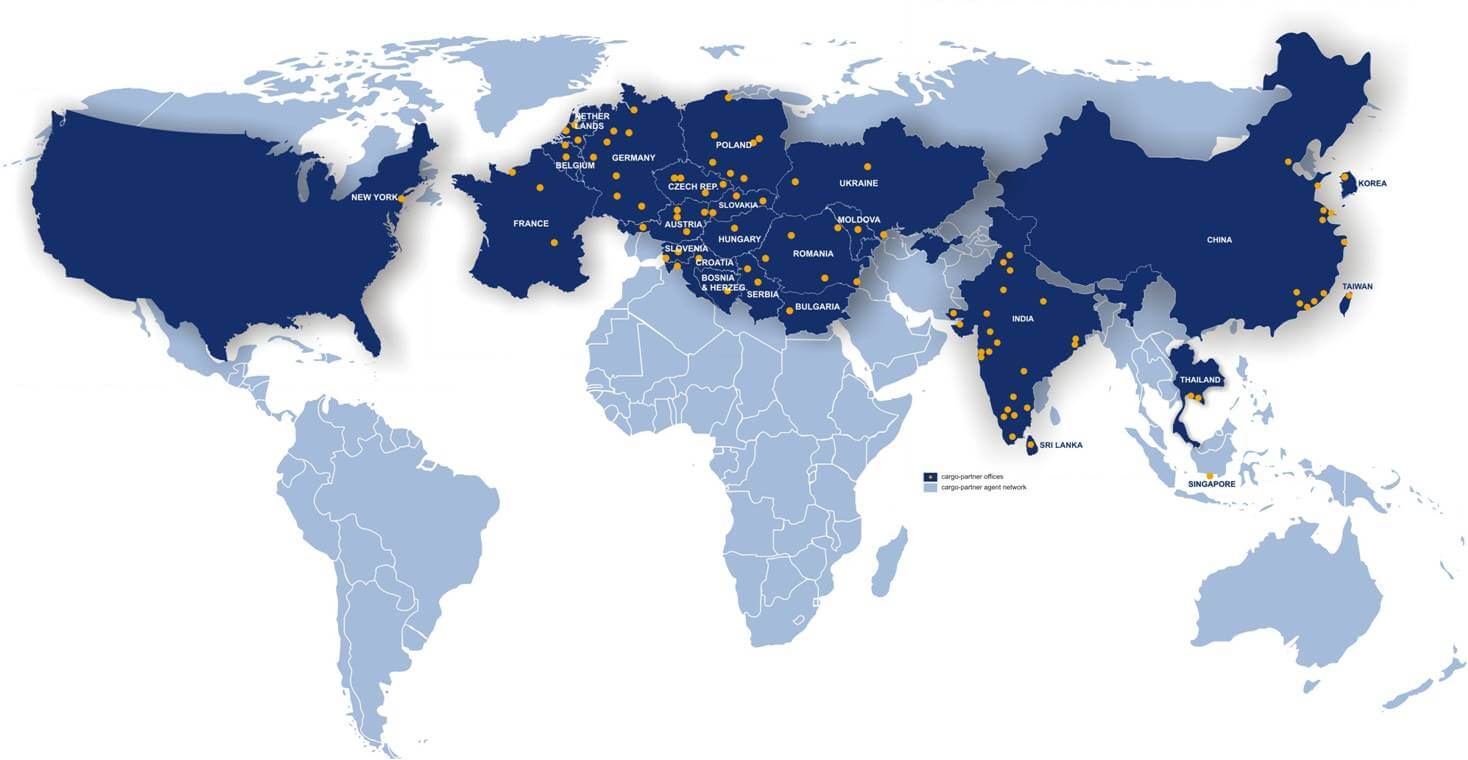 NETHER
LANDS
POLAND
BELGIUM
GERMANY
CZECH REP.
UKRAINE
KOREA
NEW YORK
SLOVAKIA
FRANCE
AUSTRIA
MOLDOVA
HUNGARY
CHINA
SLOVENIA
ROMANIA
CROATIA
BOSNIA
& HERZEG.
SERBIA
TAIWAN
BULGARIA
INDIA
THAILAND
SRI LANKA
cargo-partner offices
cargo-partner agent network
SINGAPORE